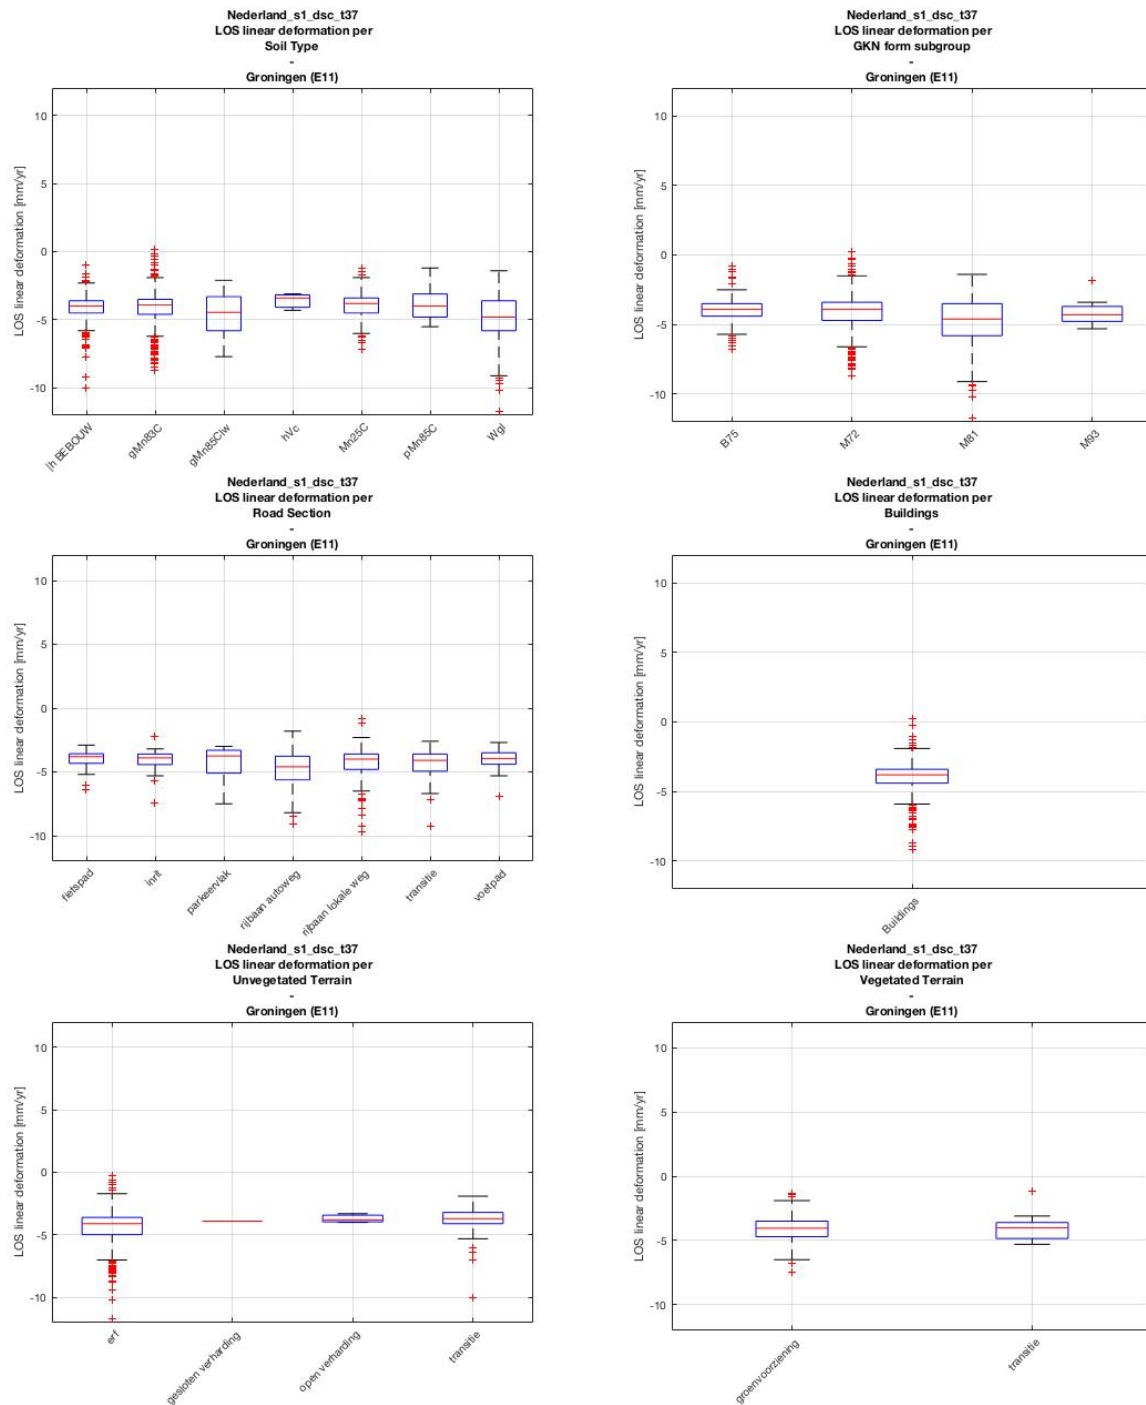 Nederland_s1_dsc_t37
LOS linear deformation per
Soil Type
-
Groningen (E11)
LOS linear deformation [mm/yr]
10
5
0
-5
-10
|h BEBOUW
gMn83C
gMn85Clw
hVc
Mn25C
pMn85C
Wgl
Nederland_s1_dsc_t37
LOS linear deformation per
GKN form subgroup
-
Groningen (E11)
LOS linear deformation [mm/yr]
10
5
0
-5
-10
B75
M72
M81
M93
Nederland_s1_dsc_t37
LOS linear deformation per
Road Section
-
Groningen (E11)
LOS linear deformation [mm/yr]
10
5
0
-5
-10
fietspad
inrit
parkeervlak
rijbaan autoweg
rijbaan lokale weg
transitie
voetpad
Nederland_s1_dsc_t37
LOS linear deformation per
Buildings
-
Groningen (E11)
LOS linear deformation [mm/yr]
10
5
0
-5
-10
Buildings
Nederland_s1_dsc_t37
LOS linear deformation per
Unvegetated Terrain
-
Groningen (E11)
LOS linear deformation [mm/yr]
10
5
0
-5
-10
erf
gesloten verharding
open verharding
transitie
Nederland_s1_dsc_t37
LOS linear deformation per
Vegetated Terrain
-
Groningen (E11)
LOS linear deformation [mm/yr]
10
5
0
-5
-10
groenvoorziening
transitie